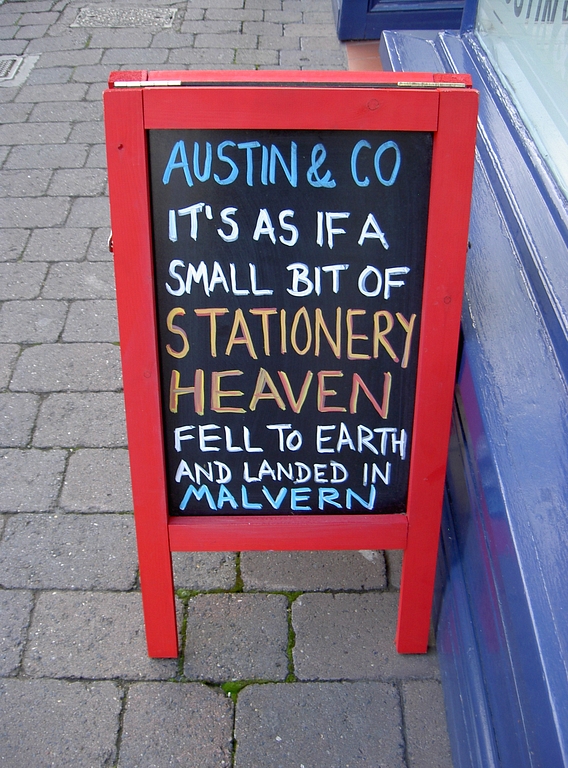 AUSTIN & CO
IT'S AS IF A
SMALL BIT OF
STATIONERY
HEAVEN
FELL TO EARTH
AND LANDED IN
MALVERN